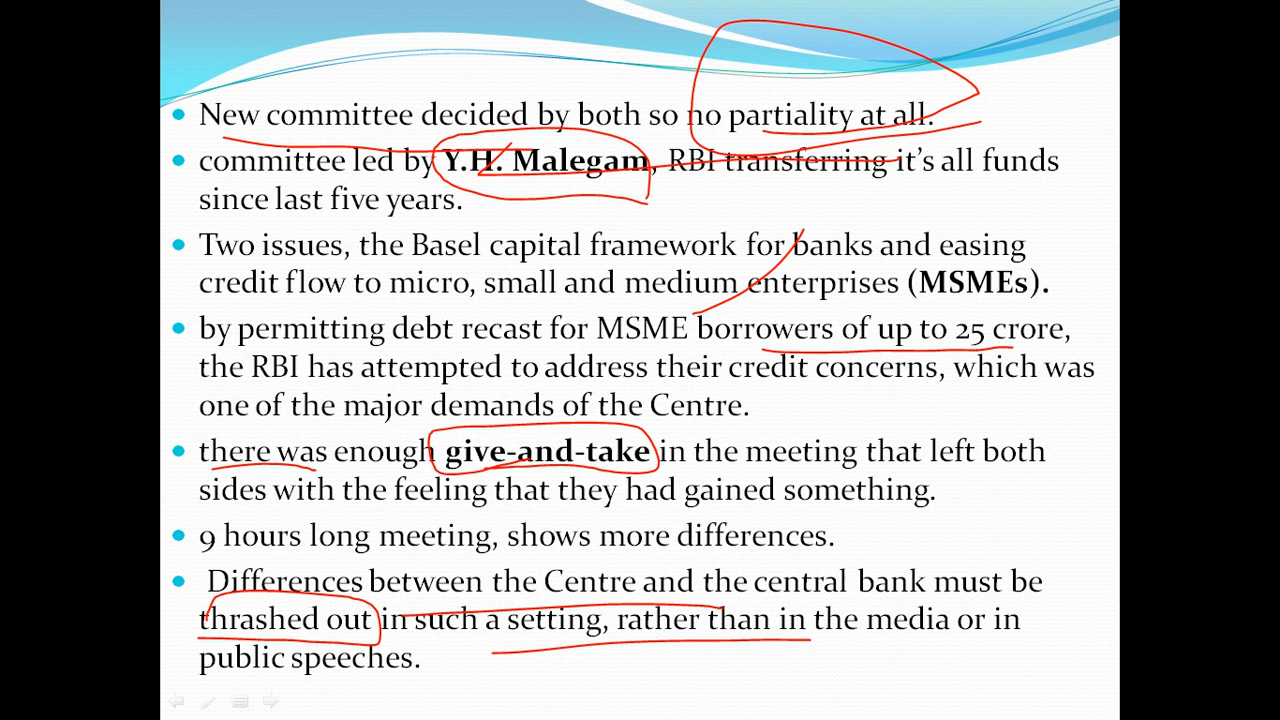 New committee decided by both so no partiality at all.
committee led by Y.H. Malegam, RBI transferring it's all funds
since last five years.
Two issues, the Basel capital framework for banks and easing
credit flow to micro, small and medium enterprises (MSMEs).
by permitting debt recast for MSME borrowers of up to 25 crore,
the RBI has attempted to address their credit concerns, which was
one of the major demands of the Centre.
there was enough give-and-take in the meeting that left both
sides with the feeling that they had gained something.
9 hours long meeting, shows more differences.
Differences between the Centre and the central bank must be
thrashed out in such a setting, rather than in the media or in
public speeches.